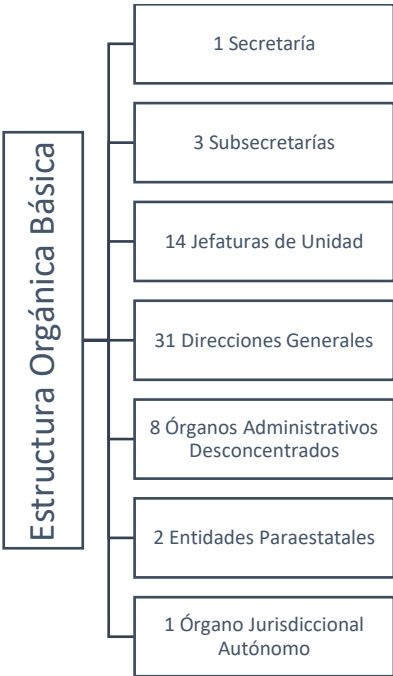 Estructura Orgánica Básica
1 Secretaría
3 Subsecretarías
14 Jefaturas de Unidad
31 Direcciones Generales
8 Órganos Administrativos
Desconcentrados
2 Entidades Paraestatales
1 Órgano Jurisdiccional
Autónomo